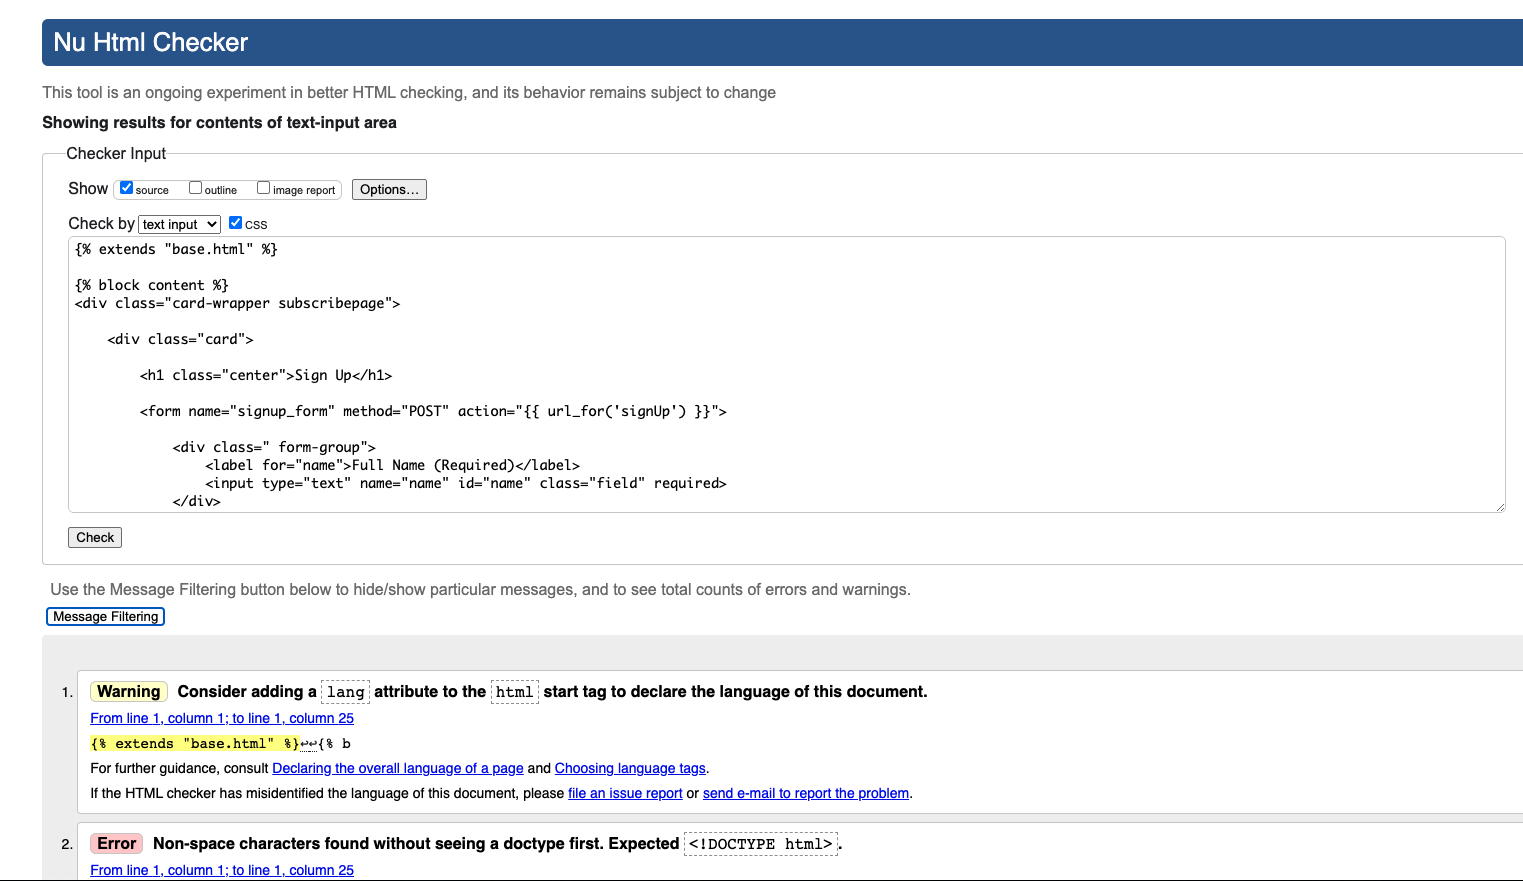 Nu Html Checker
This tool is an ongoing experiment in better HTML checking, and its behavior remains subject to change
Showing results for contents of text-input area
Checker Input
Show source outline image report Options...
Check by text input CSS
{% extends "base.html" %}
{% block content %}
<div class="card-wrapper subscribepage">
<div class="card">
<h1 class="center">Sign Up</h1>
<form name="signup_form" method="POST" action="{{ url_for('signUp') }}">
<div class=" form-group">
<label for="name">Full Name (Required)</label>
<input type="text" name="name" id="name" class="field" required>
</div>
Check
Use the Message Filtering button below to hide/show particular messages, and to see total counts of errors and warnings.
Message Filtering
1. Warning Consider adding a lang attribute to the html start tag to declare the language of this document.
From line 1, column 1; to line 1, column 25
{% extends "base.html" %}↩↩{% b
For further guidance, consult Declaring the overall language of a page and Choosing language tags.
If the HTML checker has misidentified the language of this document, please file an issue report or send e-mail to report the problem.
2. Error Non-space characters found without seeing a doctype first. Expected <!DOCTYPE html>.
From line 1, column 1; to line 1, column 25